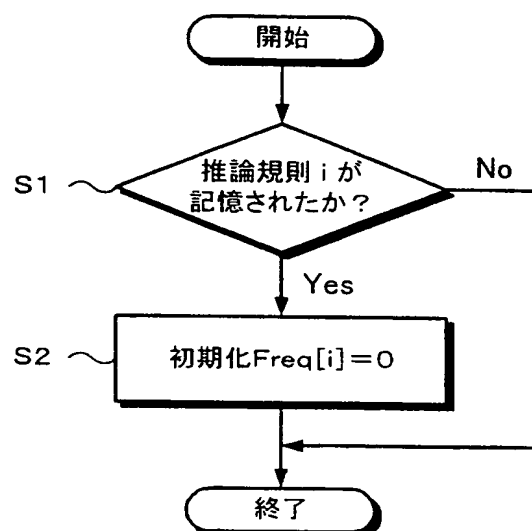 開始
S1
推論規則iが
記憶されたか？
No
Yes
S2
初期化Freq[i]=0
終了